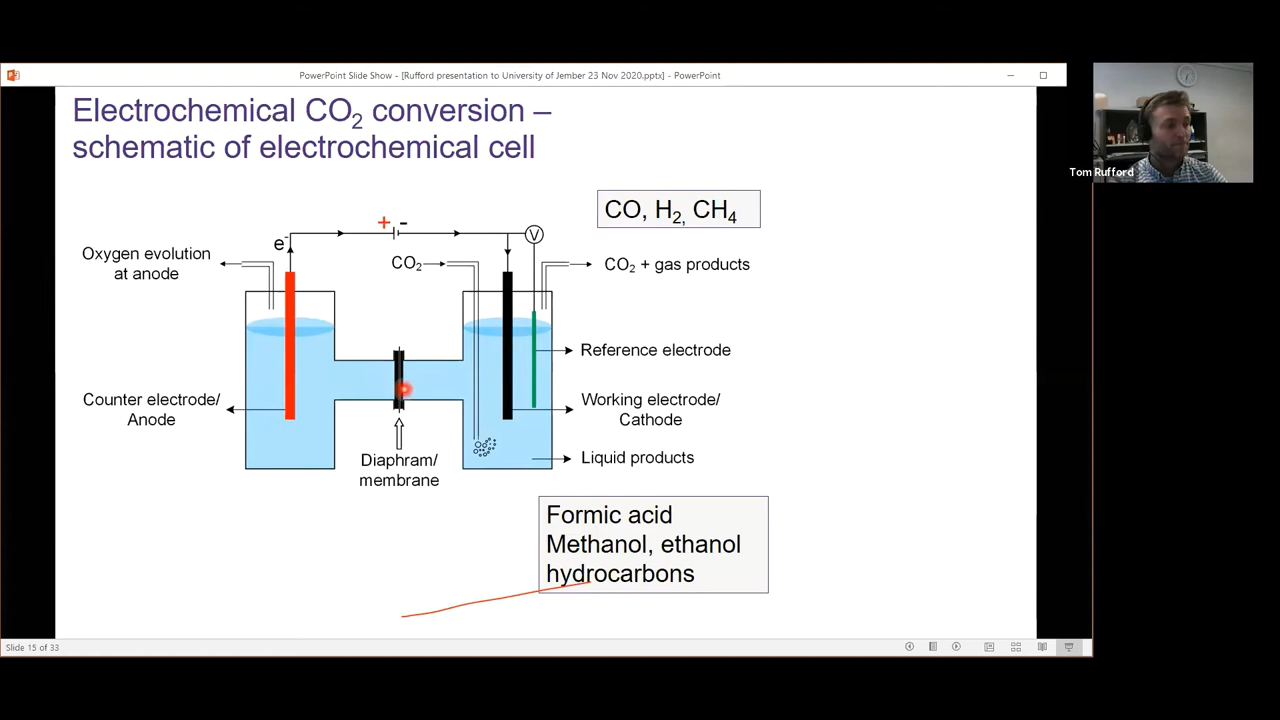 PowerPoint Slide Show - [Rufford presentation to University of Jember 23 Nov 2020.pptx] - PowerPoint
Electrochemical CO₂ conversion –
schematic of electrochemical cell
CO, H₂, CH₄
+ -
V
e⁻
Oxygen evolution
at anode
CO₂
CO₂ + gas products
Reference electrode
Counter electrode/
Anode
Working electrode/
Cathode
Diaphram/
membrane
Liquid products
Formic acid
Methanol, ethanol
hydrocarbons
Slide 15 of 33
Tom Rufford